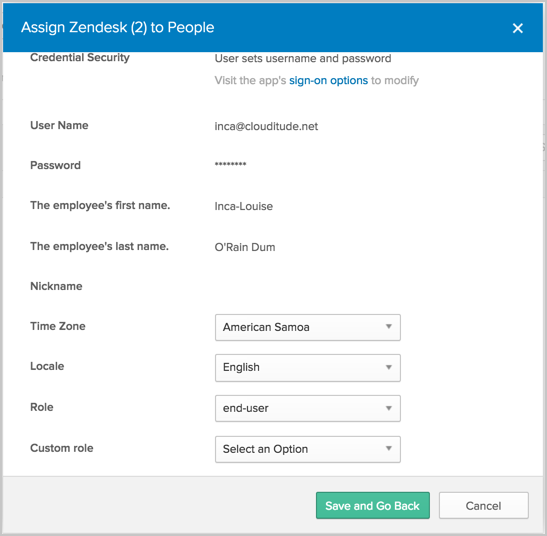 Assign Zendesk (2) to People
Credential Security User sets username and password
Visit the app's sign-on options to modify
User Name inca@clouditude.net
Password ********
The employee's first name. Inca-Louise
The employee's last name. O'Rain Dum
Nickname
Time Zone American Samoa
Locale English
Role end-user
Custom role Select an Option
Save and Go Back Cancel